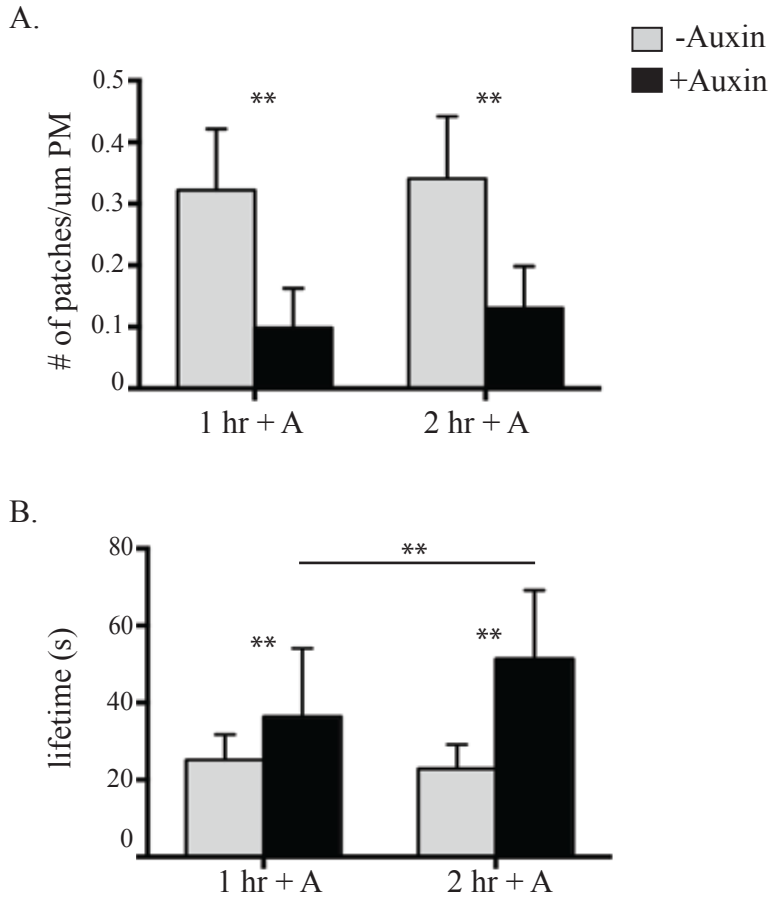 A.
-Auxin
+Auxin
0.5
0.4
0.3
0.2
0.1
0
# of patches/um PM
**
**
1 hr + A
2 hr + A
B.
80
60
40
20
0
lifetime (s)
**
**
**
1 hr + A
2 hr + A